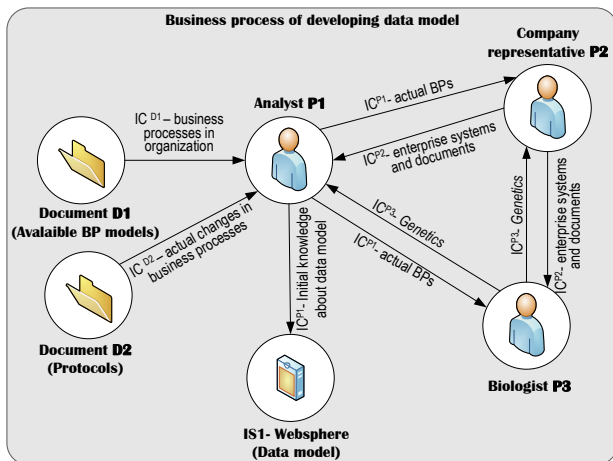 Business process of developing data model
Company
representative P2
Analyst P1
IC^P1- actual BPs
IC^D1 – business
processes in
organization
IC^P2- enterprise systems
and documents
Document D1
(Avalaible BP models)
IC^D2 – actual changes in
business processes
IC^P3- Genetics
IC^P1- actual BPs
IC^P3- Genetics
IC^P2- enterprise systems
and documents
IC^P1- Initial knowledge
about data model
Document D2
(Protocols)
Biologist P3
IS1- Websphere
(Data model)